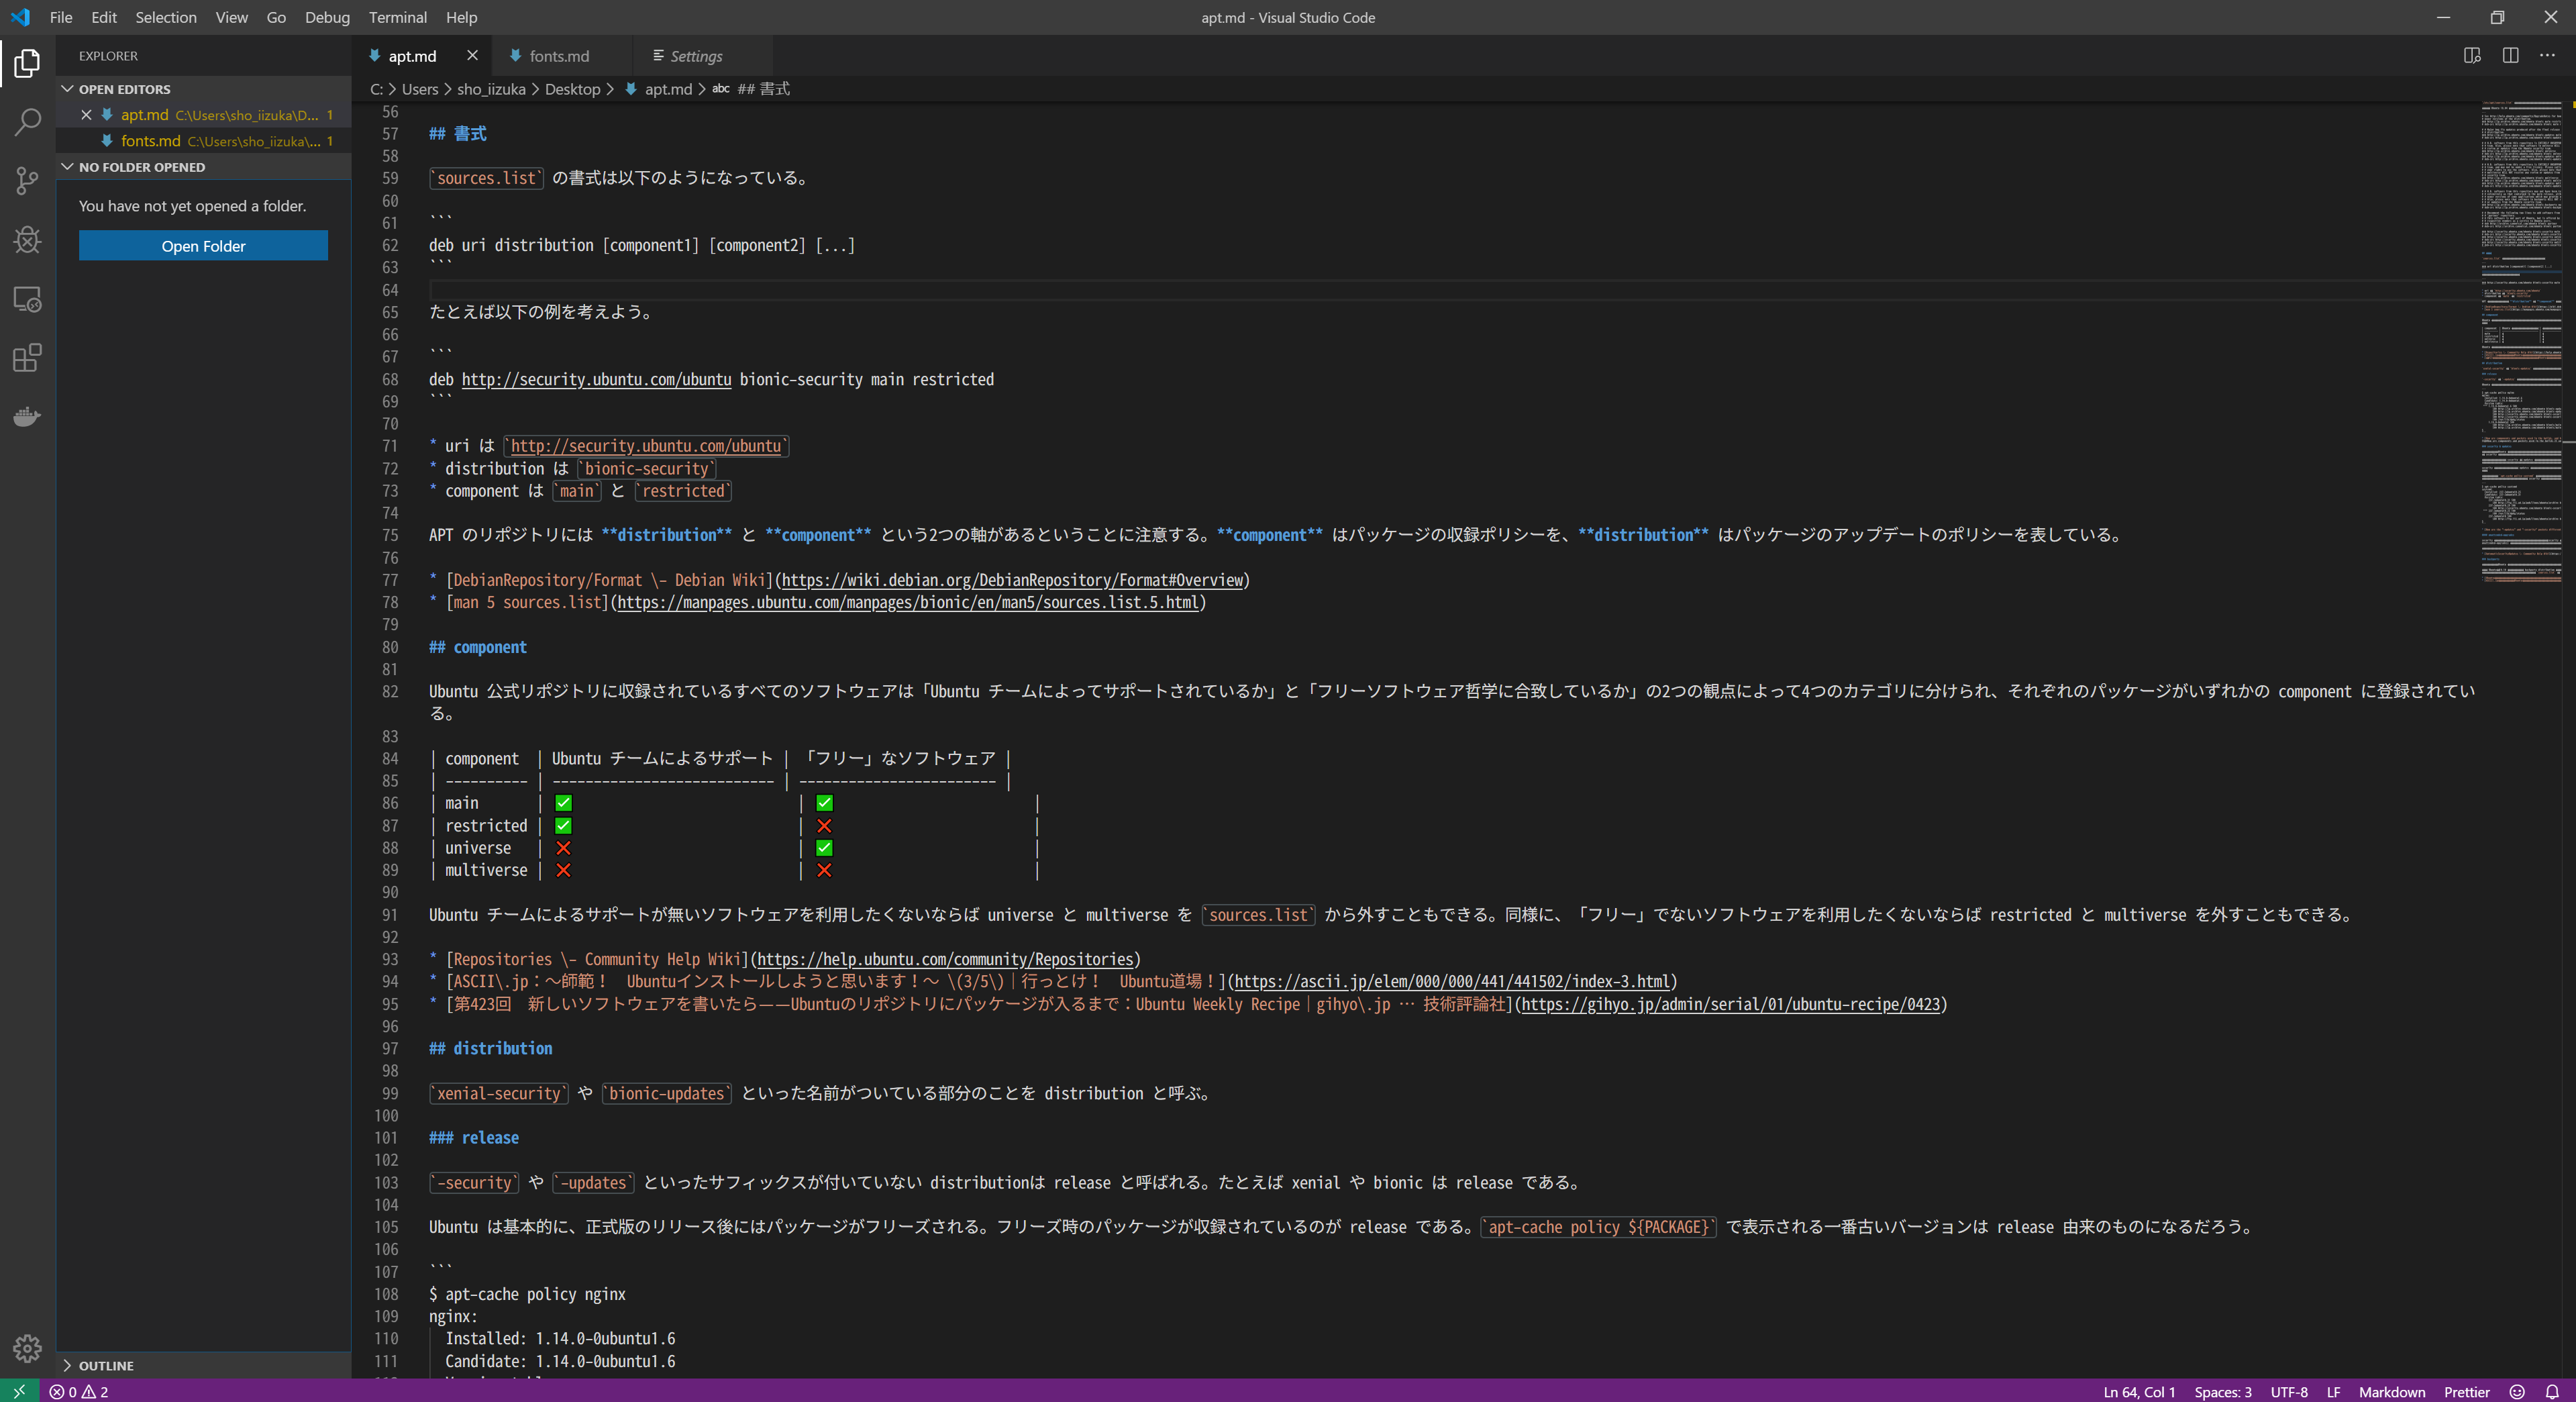 File Edit Selection View Go Debug Terminal Help
apt.md - Visual Studio Code
EXPLORER
OPEN EDITORS
apt.md C:\Users\sho_iizuka\D... 1
fonts.md C:\Users\sho_iizuka\... 1
NO FOLDER OPENED
You have not yet opened a folder.
Open Folder
OUTLINE
apt.md fonts.md Settings
C: > Users > sho_iizuka > Desktop > apt.md > abc ## 書式
56
57 ## 書式
58
59 `sources.list` の書式は以下のようになっている。
60
61 ```
62 deb uri distribution [component1] [component2] [...]
63 ```
64
65 たとえば以下の例を考えよう。
66
67 ```
68 deb http://security.ubuntu.com/ubuntu bionic-security main restricted
69 ```
70
71 * uri は `http://security.ubuntu.com/ubuntu`
72 * distribution は `bionic-security`
73 * component は `main` と `restricted`
74
75 APT のリポジトリには **distribution** と **component** という2つの軸があるということに注意する。**component** はパッケージの収録ポリシーを、**distribution** はパッケージのアップデートのポリシーを表している。
76
77 * [DebianRepository/Format \- Debian Wiki](https://wiki.debian.org/DebianRepository/Format#Overview)
78 * [man 5 sources.list](https://manpages.ubuntu.com/manpages/bionic/en/man5/sources.list.5.html)
79
80 ## component
81
82 Ubuntu 公式リポジトリに収録されているすべてのソフトウェアは「Ubuntu チームによってサポートされているか」と「フリーソフトウェア哲学に合致しているか」の2つの観点によって4つのカテゴリに分けられ、それぞれのパッケージがいずれかの component に登録されてい
る。
83
84 | component | Ubuntu チームによるサポート | 「フリー」なソフトウェア |
85 | ---------- | --------------------------- | ------------------------ |
86 | main | ✅ | ✅ |
87 | restricted | ✅ | ❌ |
88 | universe | ❌ | ✅ |
89 | multiverse | ❌ | ❌ |
90
91 Ubuntu チームによるサポートが無いソフトウェアを利用したくないならば universe と multiverse を `sources.list` から外すこともできる。同様に、「フリー」でないソフトウェアを利用したくないならば restricted と multiverse を外すこともできる。
92
93 * [Repositories \- Community Help Wiki](https://help.ubuntu.com/community/Repositories)
94 * [ASCII\.jp：～師範！　Ubuntuインストールしようと思います！～ \(3/5\)｜行っとけ！　Ubuntu道場！](https://ascii.jp/elem/000/000/441/441502/index-3.html)
95 * [第423回　新しいソフトウェアを書いたら――Ubuntuのリポジトリにパッケージが入るまで：Ubuntu Weekly Recipe｜gihyo\.jp … 技術評論社](https://gihyo.jp/admin/serial/01/ubuntu-recipe/0423)
96
97 ## distribution
98
99 `xenial-security` や `bionic-updates` といった名前がついている部分のことを distribution と呼ぶ。
100
101 ### release
102
103 `-security` や `-updates` といったサフィックスが付いていない distributionは release と呼ばれる。たとえば xenial や bionic は release である。
104
105 Ubuntu は基本的に、正式版のリリース後にはパッケージがフリーズされる。フリーズ時のパッケージが収録されているのが release である。`apt-cache policy ${PACKAGE}` で表示される一番古いバージョンは release 由来のものになるだろう。
106
107 ```
108 $ apt-cache policy nginx
109 nginx:
110 Installed: 1.14.0-0ubuntu1.6
111 Candidate: 1.14.0-0ubuntu1.6
0 2
Ln 64, Col 1 Spaces: 3 UTF-8 LF Markdown Prettier